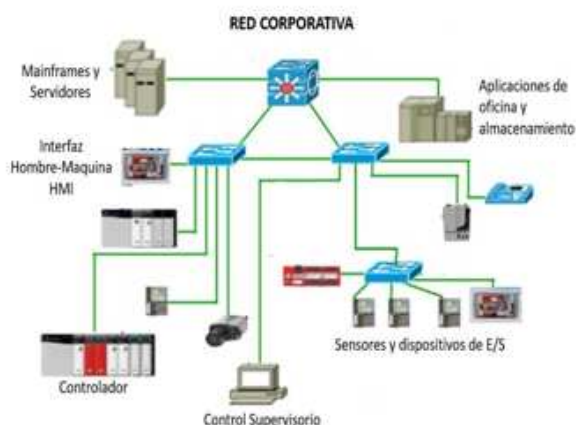 RED CORPORATIVA
Mainframes y
Servidores
Aplicaciones de
oficina y
almacenamiento
Interfaz
Hombre-Maquina
HMI
Sensores y dispositivos de E/S
Controlador
Control Supervisorio